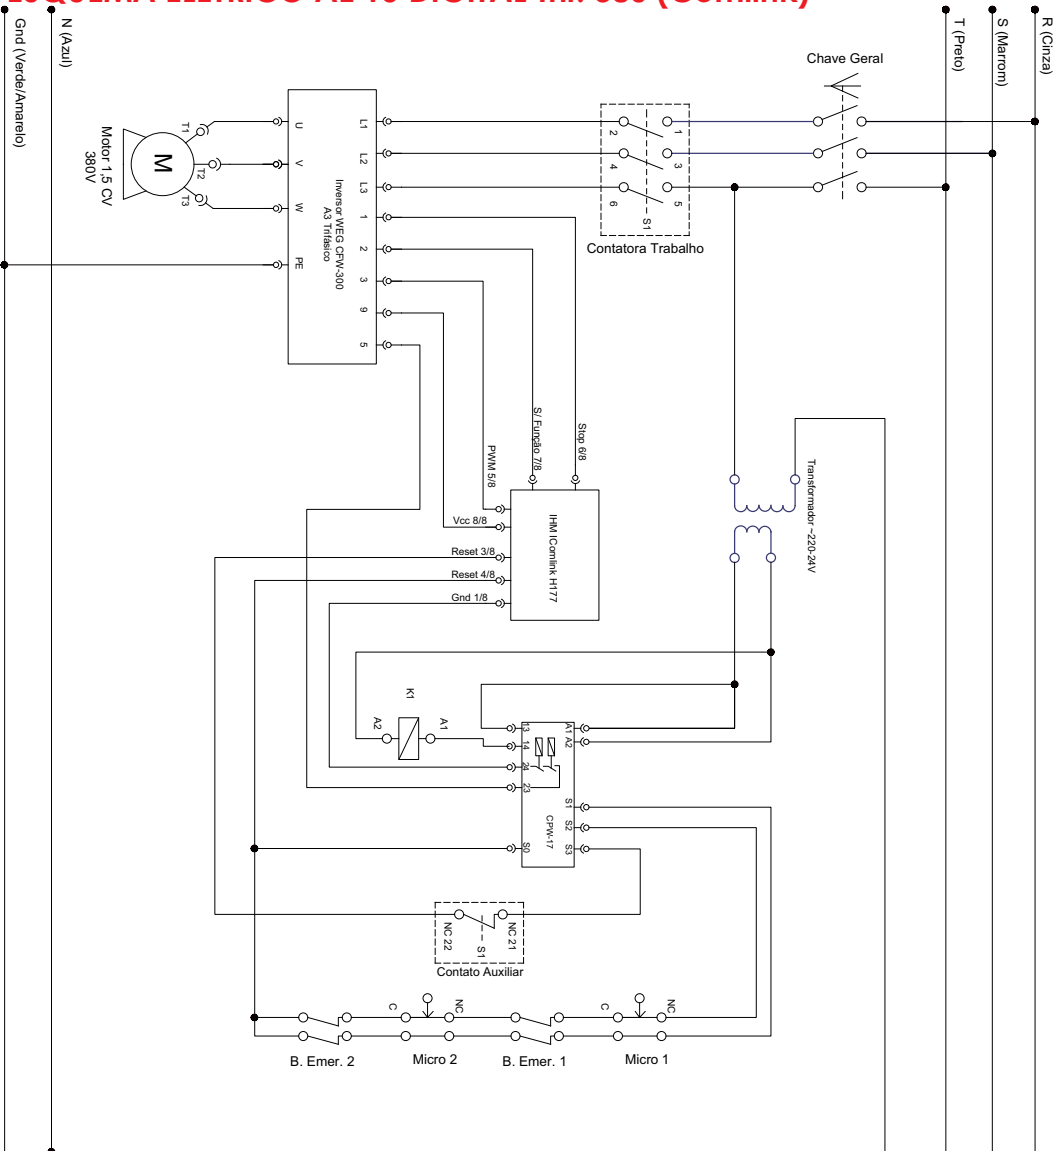 ESQUEMA ELÉTRICO AL-18 DIGITAL Tri. 380 (Comlink)
Gnd (Verde/Amarelo)
N (Azul)
T (Preto)
S (Marrom)
R (Cinza)
Chave Geral
1
2
3
4
5
6
S1
Contatora Trabalho
U
V
W
PE
L1
L2
L3
1
2
3
9
5
Inversor WEG CFW-300
A3 Trifásico
T1
T2
T3
M
Motor 1,5 CV
380V
Transformador ~220-24V
S/ Função 7/8
Stop 6/8
PWM 5/8
Vcc 8/8
Reset 3/8
Reset 4/8
Gnd 1/8
IHM IComlink H177
K1
A2
A1
13
14
24
23
S0
A1
A2
S1
S2
S3
CPW-17
NC 22
NC 21
S1
Contato Auxiliar
C
NC
C
NC
B. Emer. 2
Micro 2
B. Emer. 1
Micro 1